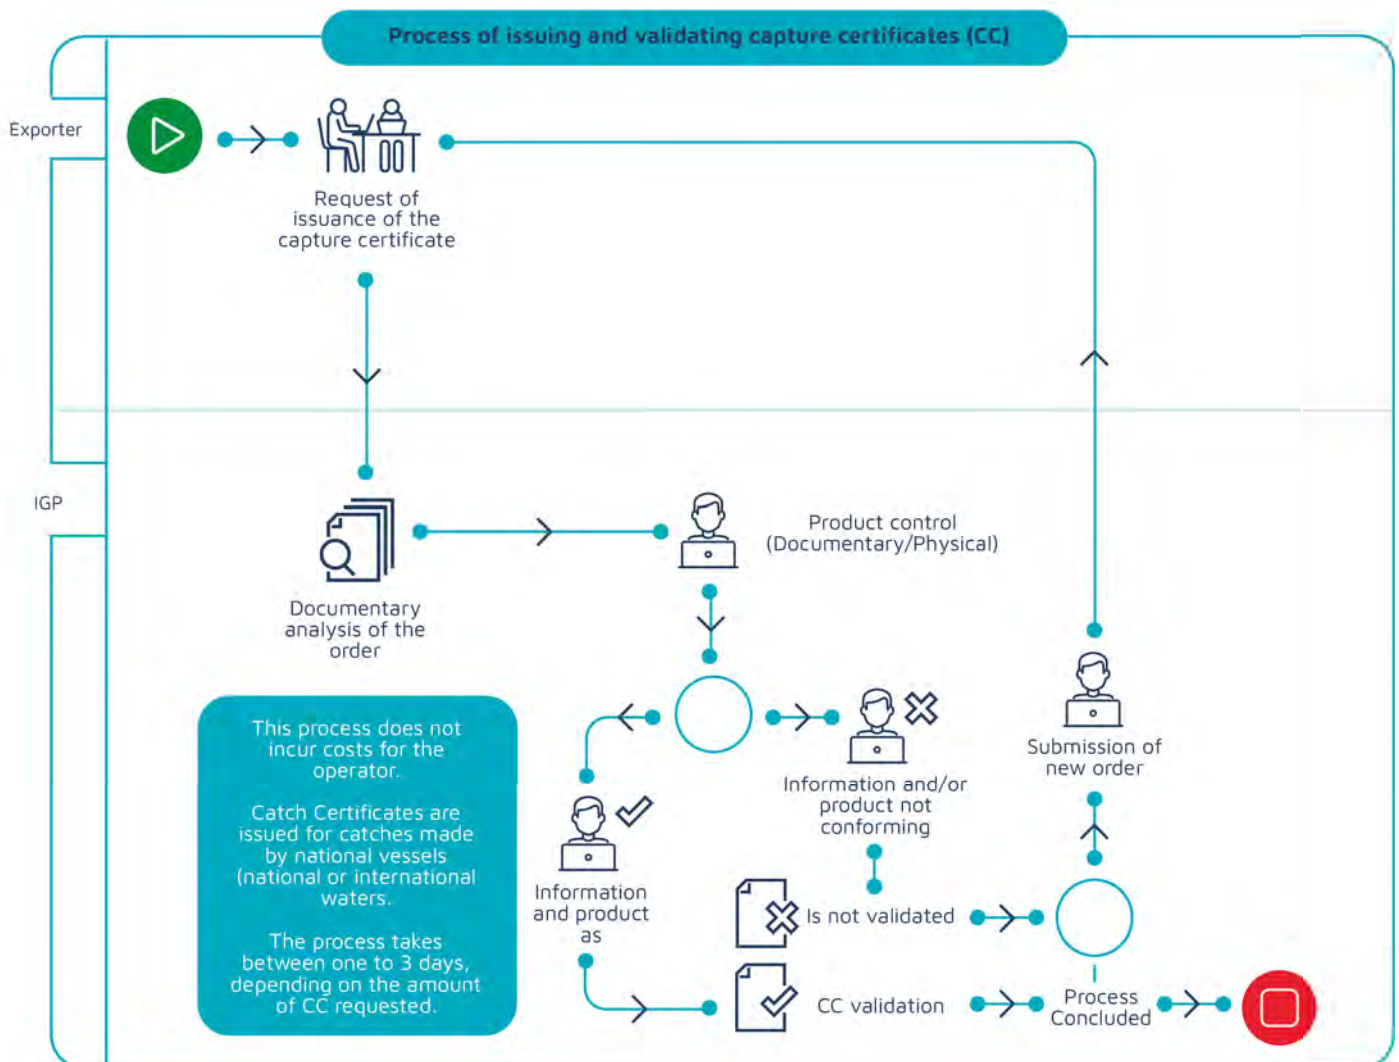 Process of issuing and validating capture certificates (CC)
Exporter
Request of
issuance of the
capture certificate
IGP
Documentary
analysis of the
order
Product control
(Documentary/Physical)
This process does not
incur costs for the
operator.
Catch Certificates are
issued for catches made
by national vessels
(national or international
waters.
The process takes
between one to 3 days,
depending on the amount
of CC requested.
Information
and product
as
Information and/or
product not
conforming
Submission of
new order
Is not validated
CC validation
Process
Concluded